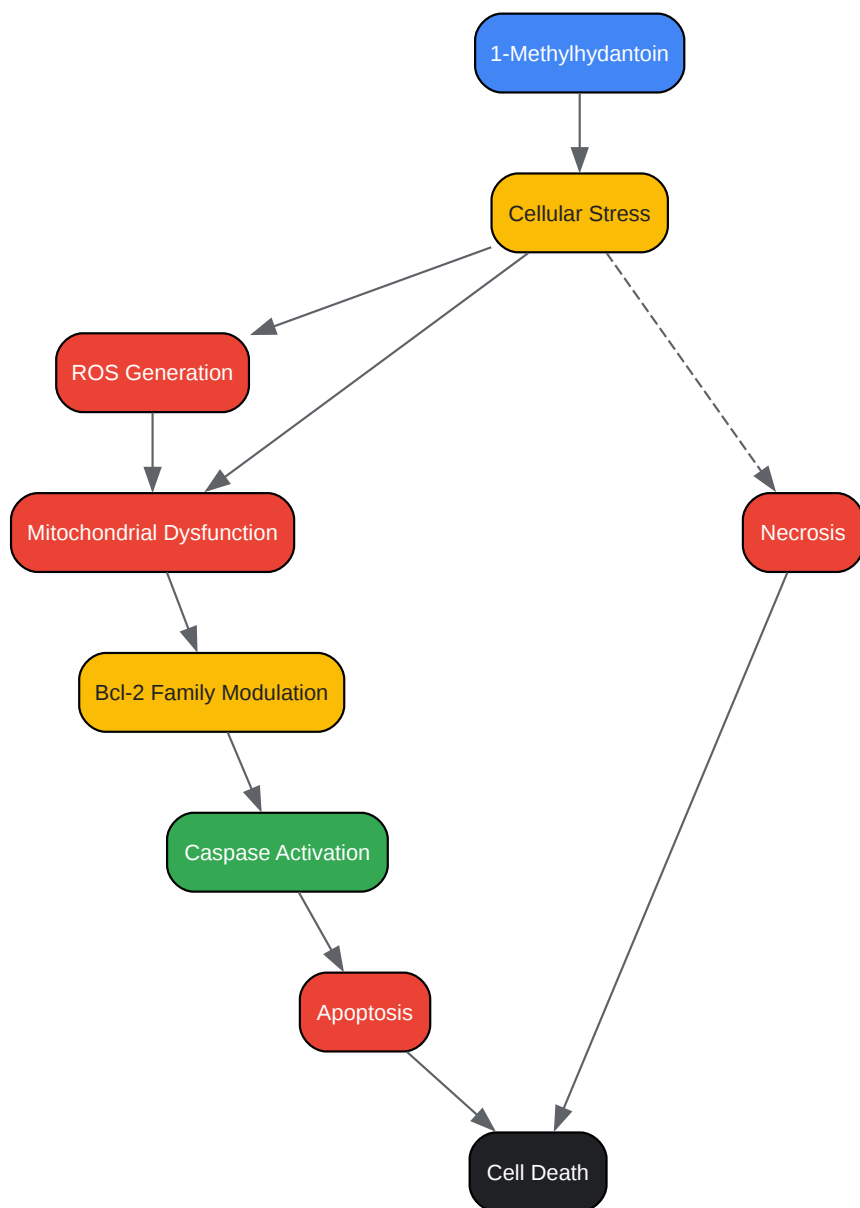 1-Methylhydantoin
Cellular Stress
ROS Generation
Mitochondrial Dysfunction
Necrosis
Bcl-2 Family Modulation
Caspase Activation
Apoptosis
Cell Death